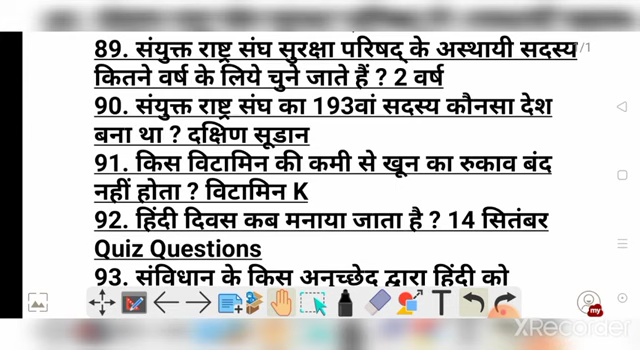 89. संयुक्त राष्ट्र संघ सुरक्षा परिषद् के अस्थायी सदस्य
कितने वर्ष के लिये चुने जाते हैं ? 2 वर्ष
90. संयुक्त राष्ट्र संघ का 193वां सदस्य कौनसा देश
बना था ? दक्षिण सूडान
91. किस विटामिन की कमी से खून का रुकाव बंद
नहीं होता ? विटामिन K
92. हिंदी दिवस कब मनाया जाता है ? 14 सितंबर
Quiz Questions
93. संविधान के किस अनुच्छेद द्वारा हिंदी को
T
my
XRecorder